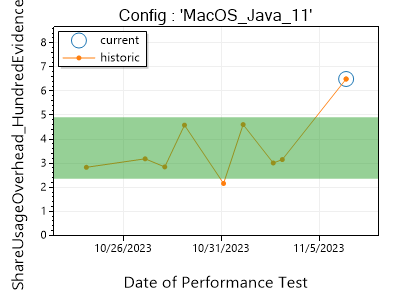 Config : 'MacOS_Java_11'
ShareUsageOverhead_HundredEvidence
current
historic
8
7
6
5
4
3
2
1
0
10/26/2023
10/31/2023
11/5/2023
Date of Performance Test